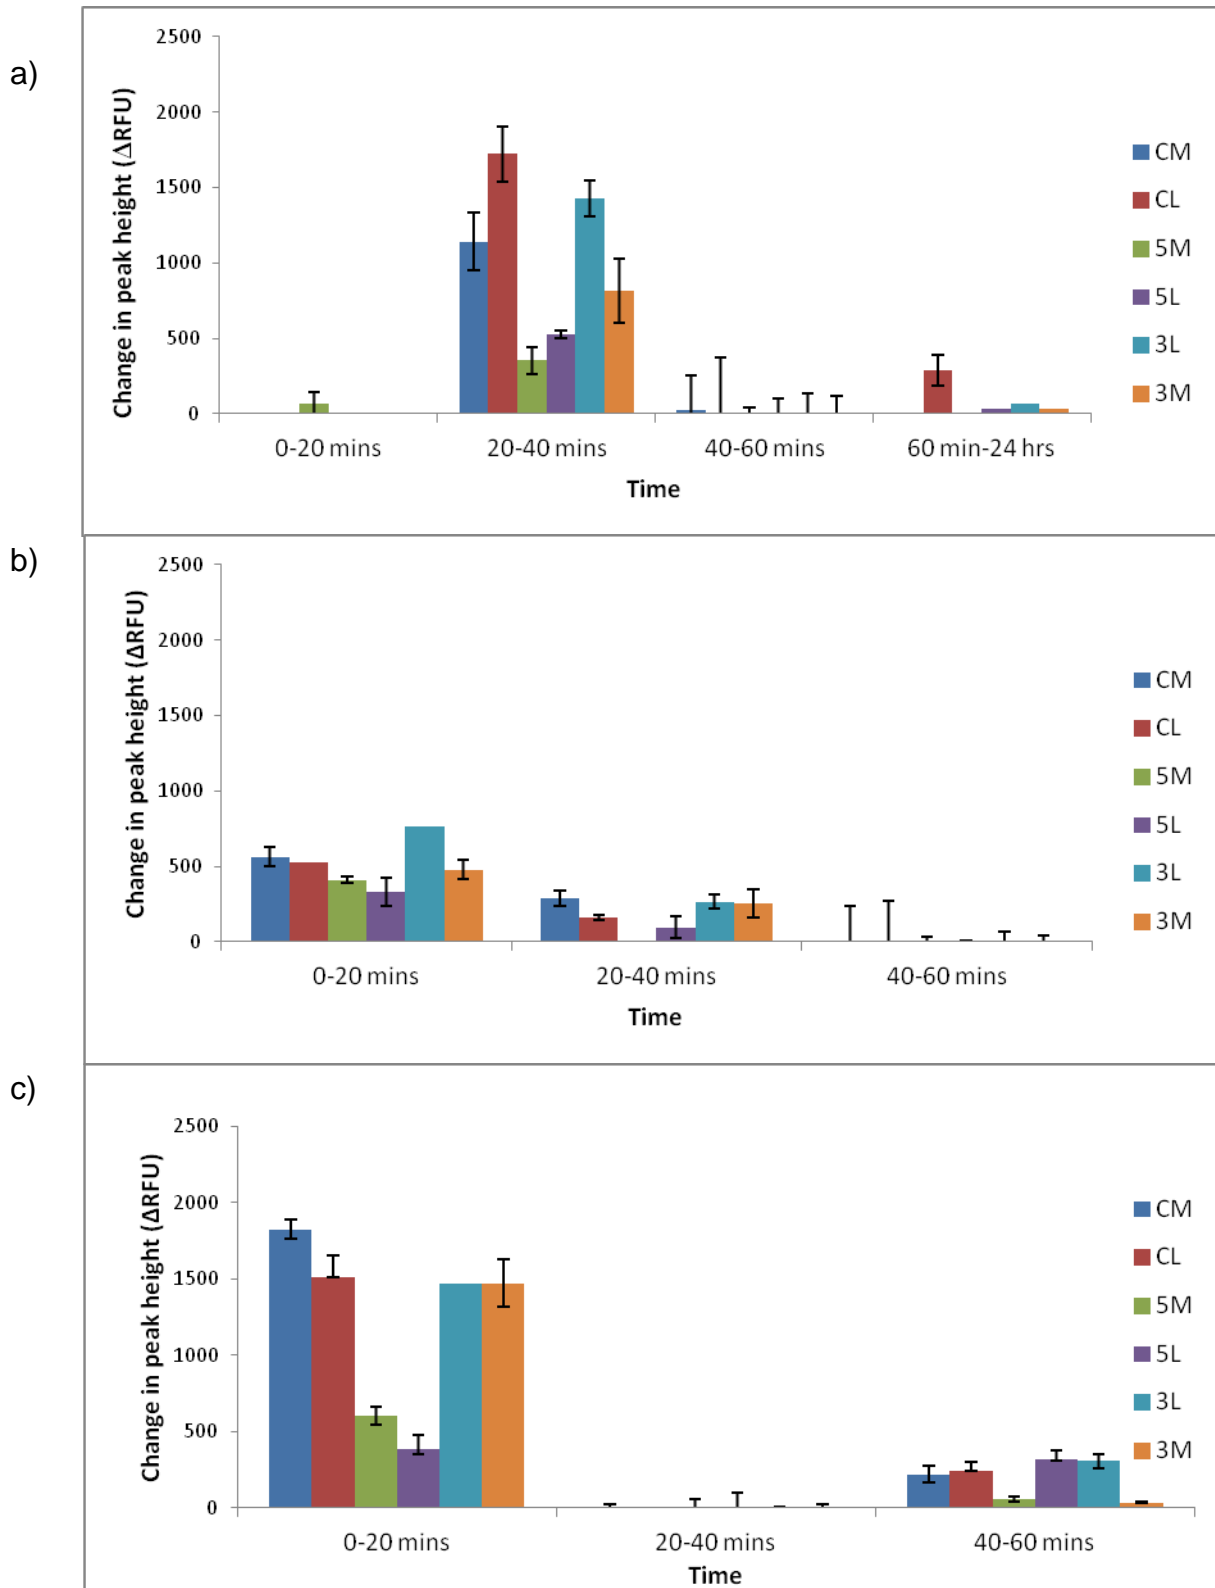 a)
2500
2000
1500
1000
500
0
Change in peak height (ΔRFU)
0-20 mins 20-40 mins 40-60 mins 60 min-24 hrs
Time
CM
CL
5M
5L
3L
3M
b)
2500
2000
1500
1000
500
0
Change in peak height (ΔRFU)
0-20 mins 20-40 mins 40-60 mins
Time
CM
CL
5M
5L
3L
3M
c)
2500
2000
1500
1000
500
0
Change in peak height (ΔRFU)
0-20 mins 20-40 mins 40-60 mins
Time
CM
CL
5M
5L
3L
3M